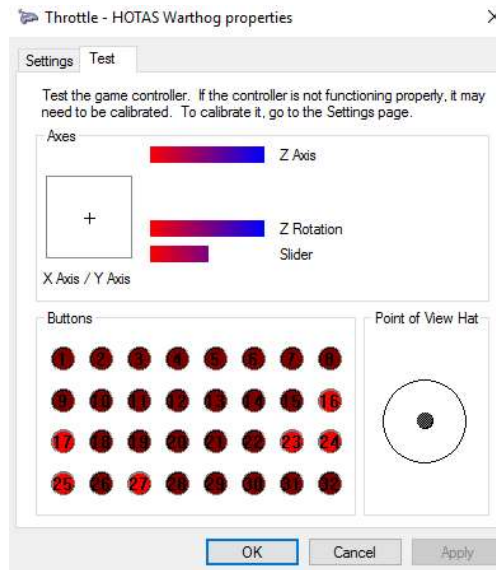 Throttle - HOTAS Warthog properties
Settings Test
Test the game controller. If the controller is not functioning properly, it may
need to be calibrated. To calibrate it, go to the Settings page.
Axes
Z Axis
Z Rotation
Slider
X Axis / Y Axis
Buttons
1 2 3 4 5 6 7 8
9 10 11 12 13 14 15 16
17 18 19 20 21 22 23 24
25 26 27 28 29 30 31 32
Point of View Hat
OK Cancel Apply